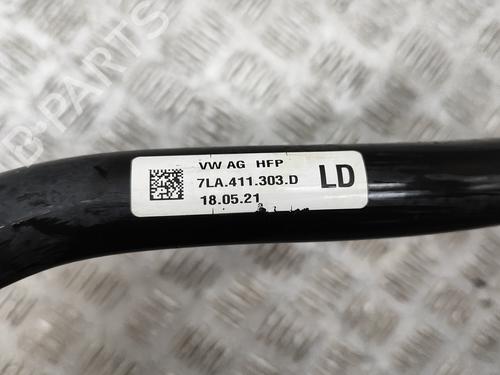 VW AG HFP
7LA.411.303.D LD
18.05.21
B-PARTS